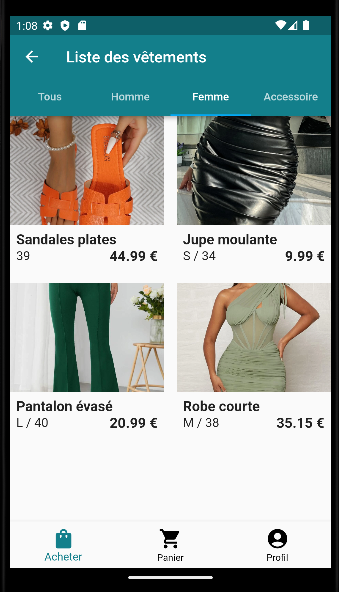 1:08
Liste des vêtements
Tous Homme Femme Accessoire
Sandales plates
39 44.99 €
Jupe moulante
S / 34 9.99 €
Pantalon évasé
L / 40 20.99 €
Robe courte
M / 38 35.15 €
Acheter Panier Profil